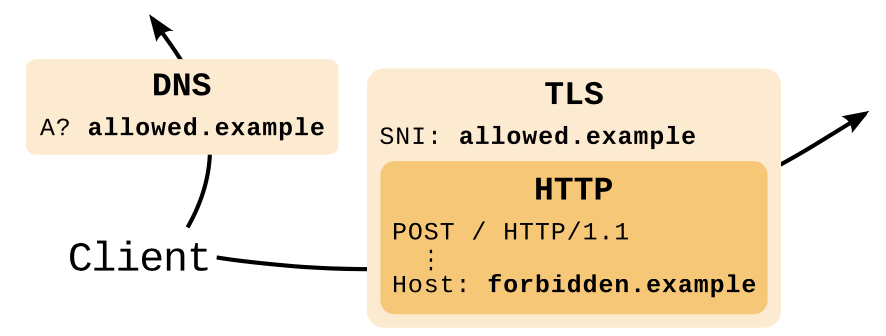 DNS
A? allowed.example
TLS
SNI: allowed.example
HTTP
POST / HTTP/1.1
⋮
Host: forbidden.example
Client